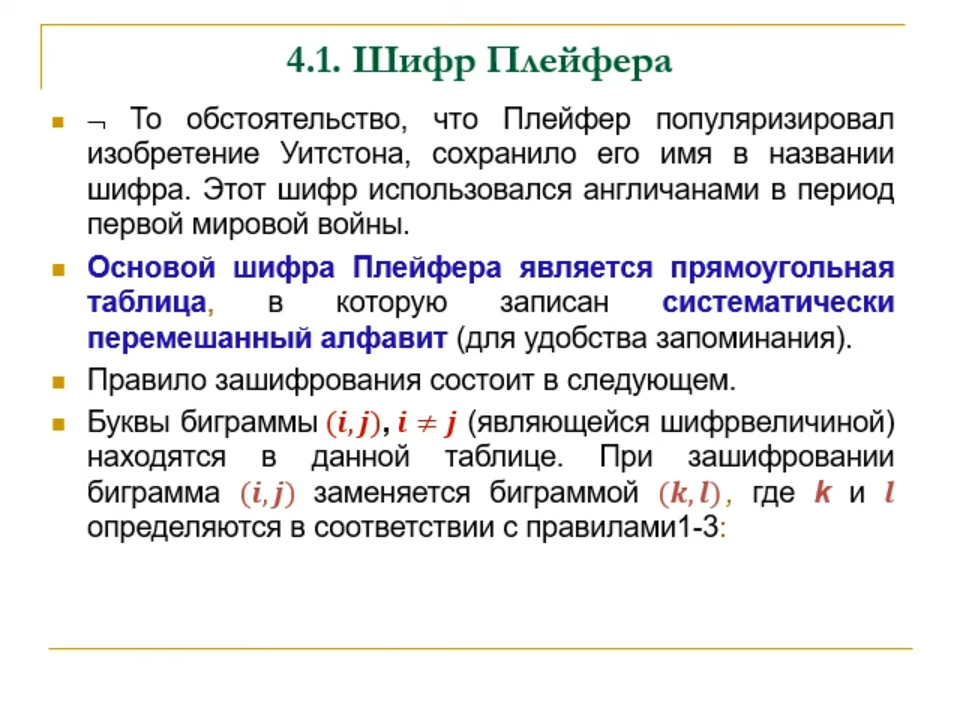 4.1. Шифр Плейфера
¬ То обстоятельство, что Плейфер популяризировал
изобретение Уитстона, сохранило его имя в названии
шифра. Этот шифр использовался англичанами в период
первой мировой войны.
Основой шифра Плейфера является прямоугольная
таблица, в которую записан систематически
перемешанный алфавит (для удобства запоминания).
Правило зашифрования состоит в следующем.
Буквы биграммы (i, j), i ≠ j (являющейся шифрвеличиной)
находятся в данной таблице. При зашифровании
биграмма (i, j) заменяется биграммой (k, l), где k и l
определяются в соответствии с правилами1-3: